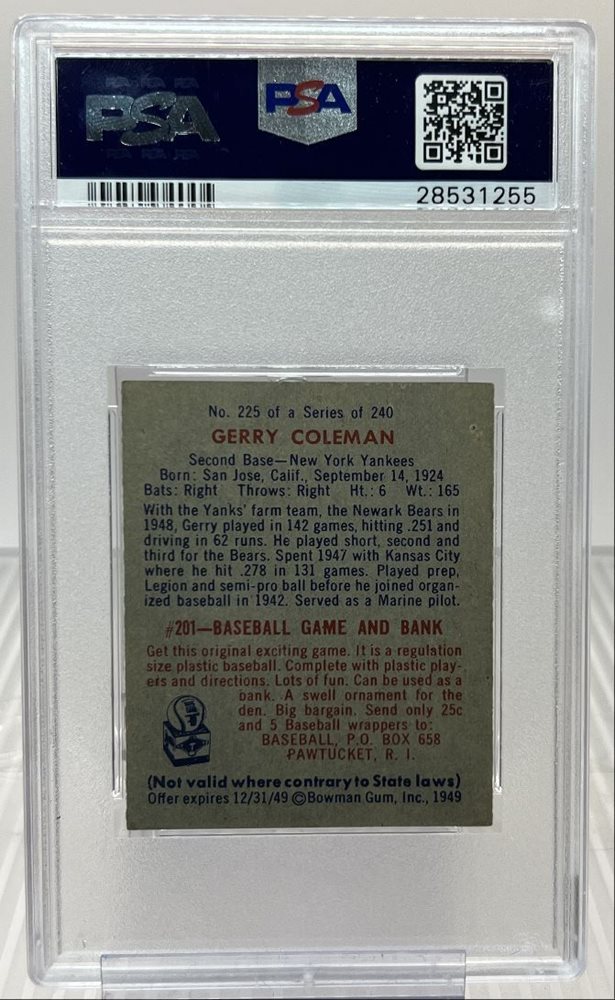 PSA PSA PSA
PSA
PSA PSA PSA
PSA
28531255
No. 225 of a Series of 240
GERRY COLEMAN
Second Base—New York Yankees
Born: San Jose, Calif., September 14, 1924
Bats: Right Throws: Right Ht.: 6 Wt.: 165
With the Yanks' farm team, the Newark Bears in
1948, Gerry played in 142 games, hitting .251 and
driving in 62 runs. He played short, second and
third for the Bears. Spent 1947 with Kansas City
where he hit .278 in 131 games. Played prep,
Legion and semi-pro ball before he joined organ-
ized baseball in 1942. Served as a Marine pilot.
#201—BASEBALL GAME AND BANK
Get this original exciting game. It is a regulation
size plastic baseball. Complete with plastic play-
ers and directions. Lots of fun. Can be used as a
bank. A swell ornament for the
den. Big bargain. Send only 25c
and 5 Baseball wrappers to:
BASEBALL, P.O. BOX 658
PAWTUCKET, R. I.
(Not valid where contrary to State laws)
Offer expires 12/31/49 ©Bowman Gum, Inc., 1949